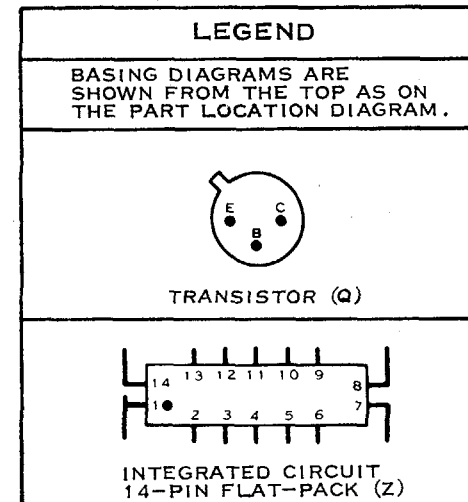 LEGEND
BASING DIAGRAMS ARE
SHOWN FROM THE TOP AS ON
THE PART LOCATION DIAGRAM.
E C
B
TRANSISTOR (Q)
14 13 12 11 10 9 8
1 2 3 4 5 6 7
INTEGRATED CIRCUIT
14-PIN FLAT-PACK (Z)